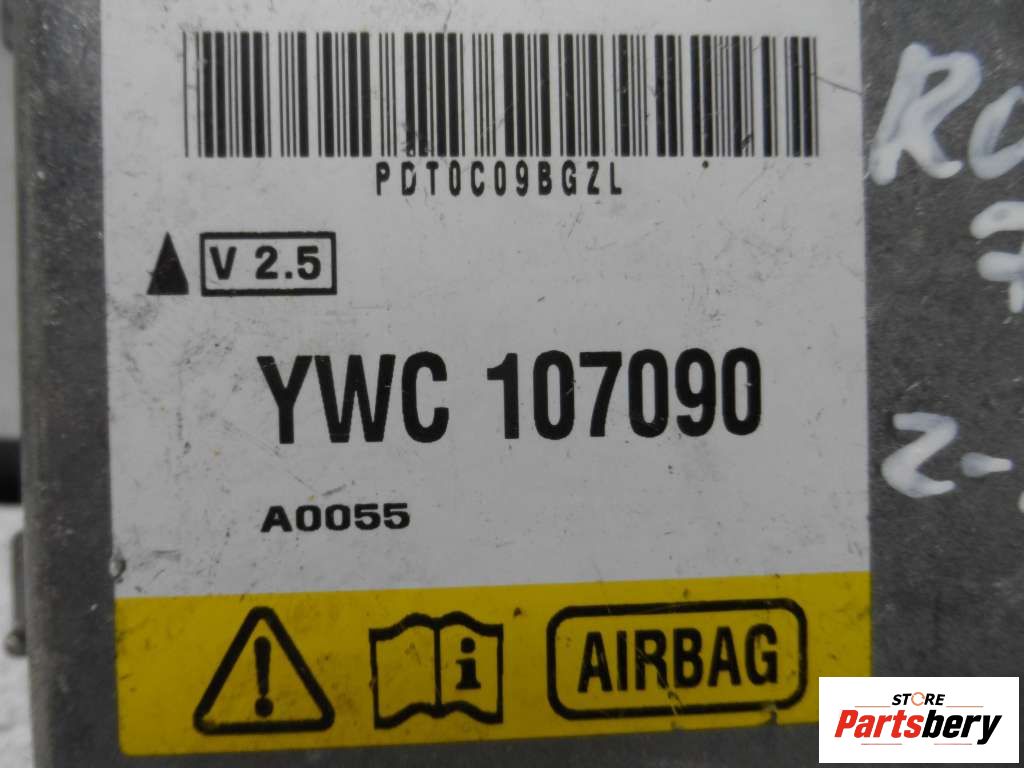 PDT0C09BGZL
V 2.5
YWC 107090
A0055
i
AIRBAG
STORE
Partsbery